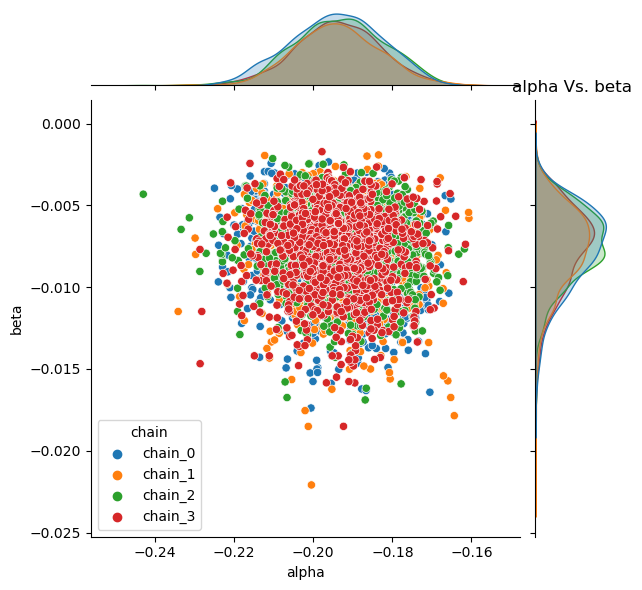 alpha Vs. beta
0.000
−0.005
−0.010
−0.015
−0.020
−0.025
beta
chain
chain_0
chain_1
chain_2
chain_3
−0.24
−0.22
−0.20
−0.18
−0.16
alpha